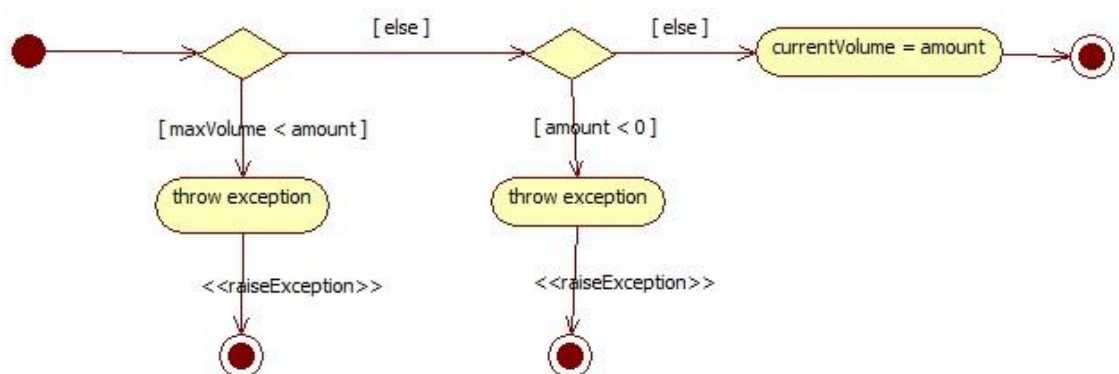 [ else ]
[ else ]
currentVolume = amount
[ maxVolume < amount ]
[ amount < 0 ]
throw exception
throw exception
<<raiseException>>
<<raiseException>>